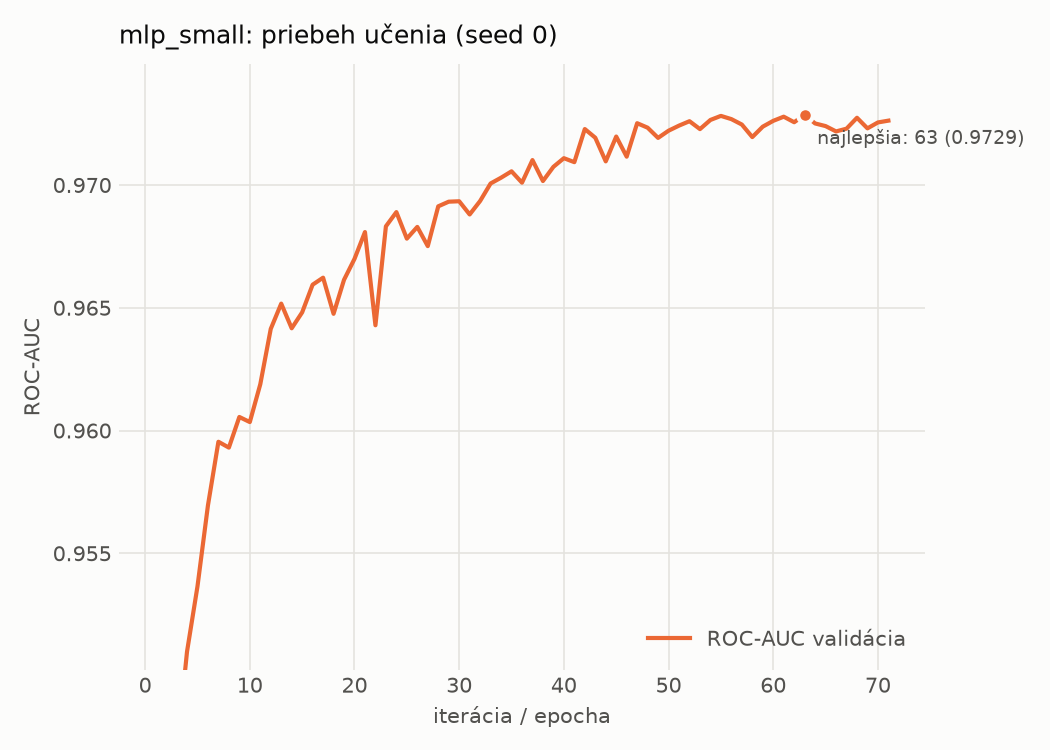 mlp_small: priebeh učenia (seed 0)
najlepšia: 63 (0.9729)
0.970
0.965
0.960
0.955
ROC-AUC
ROC-AUC validácia
0 10 20 30 40 50 60 70
iterácia / epocha